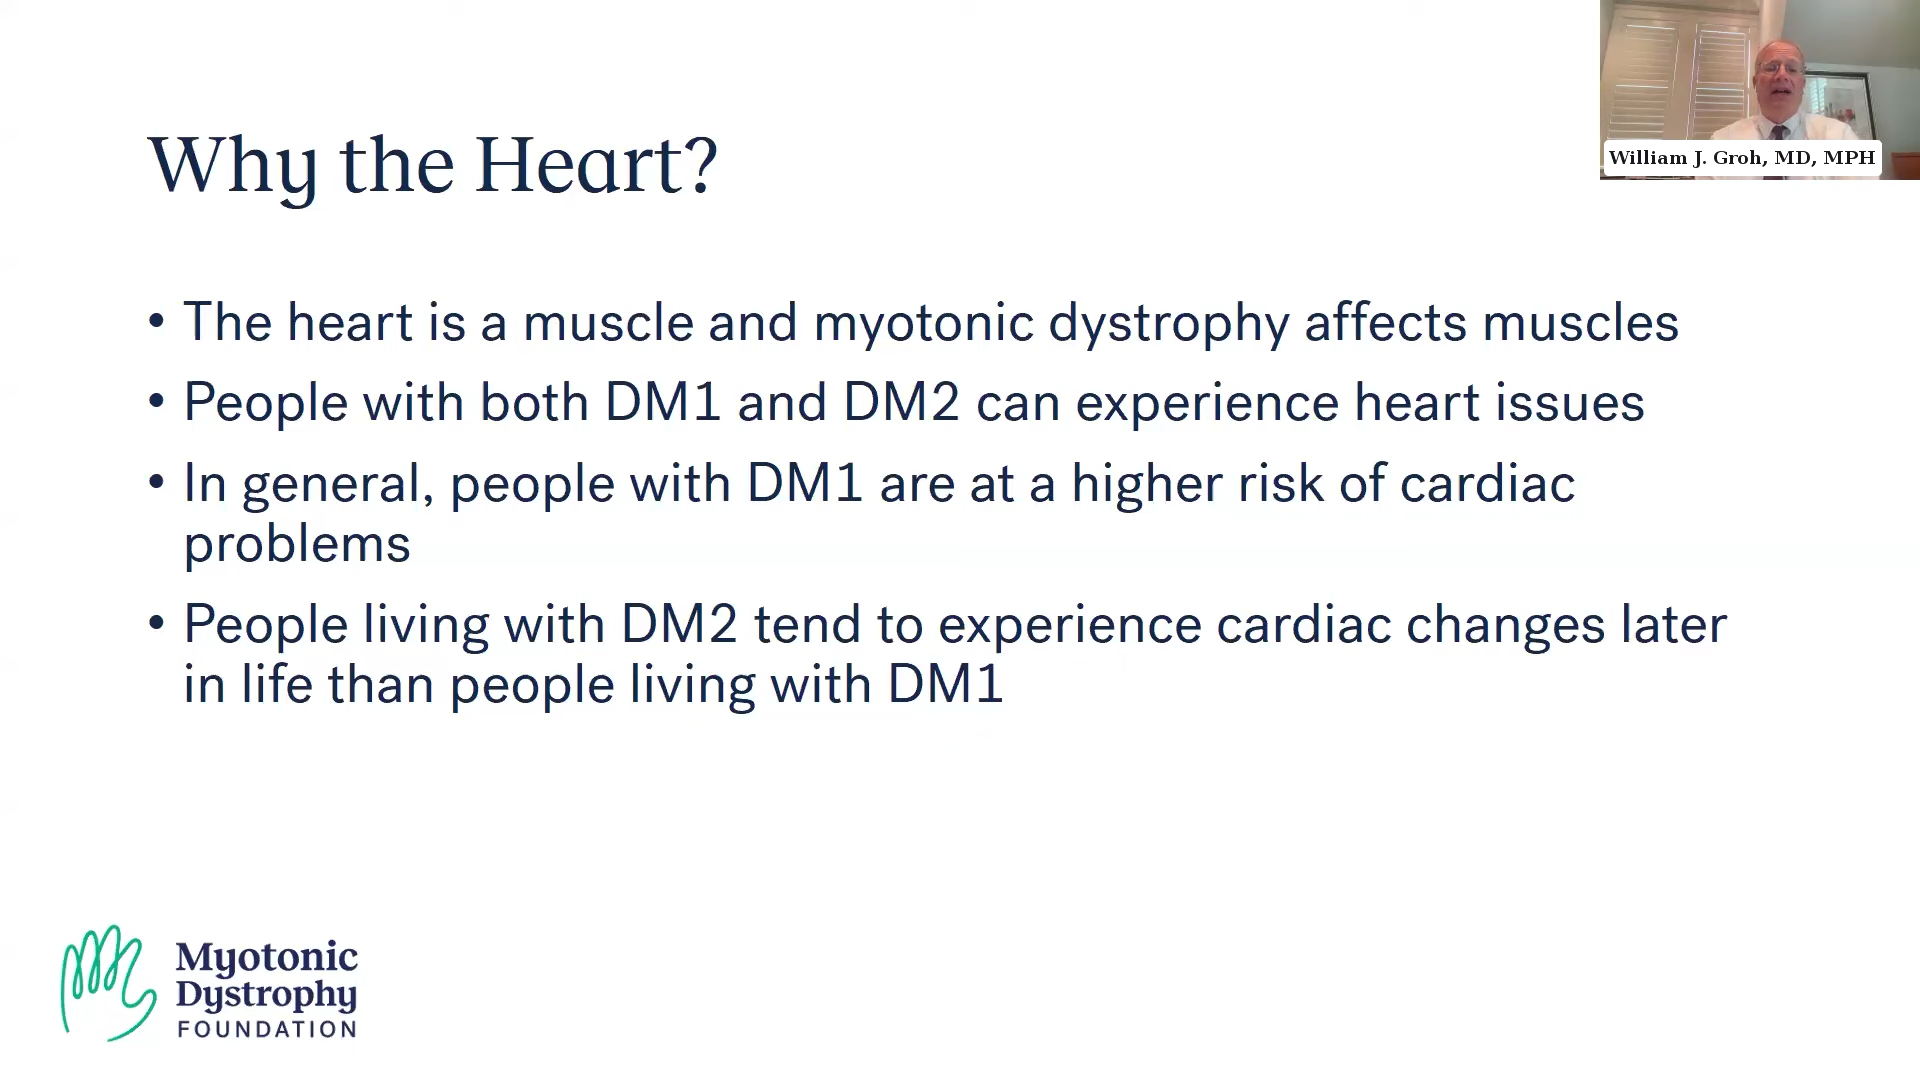 William J. Groh, MD, MPH
Why the Heart?
• The heart is a muscle and myotonic dystrophy affects muscles
• People with both DM1 and DM2 can experience heart issues
• In general, people with DM1 are at a higher risk of cardiac
problems
• People living with DM2 tend to experience cardiac changes later
in life than people living with DM1
Myotonic
Dystrophy
FOUNDATION